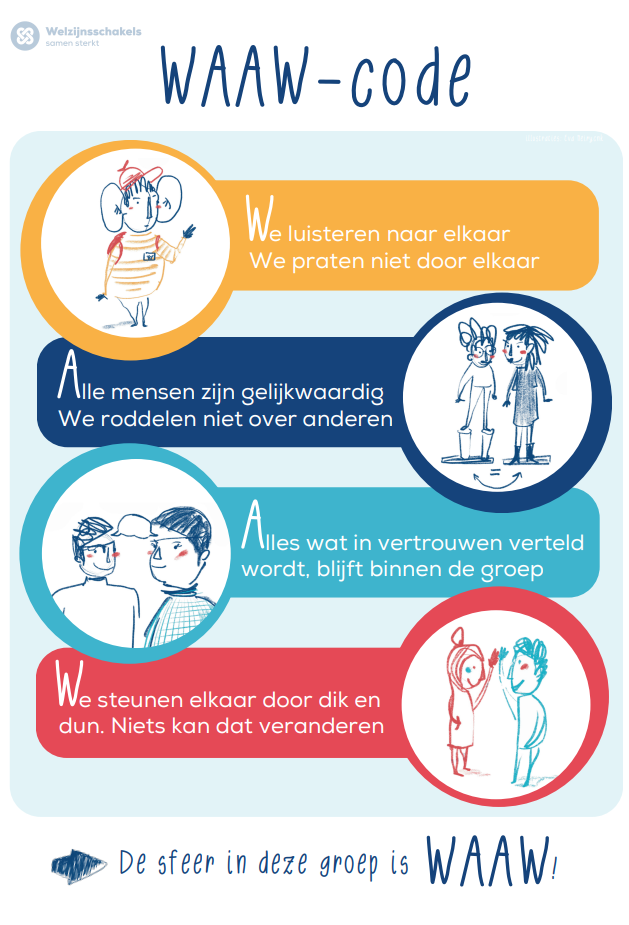 Welzijnsschakels
samen sterkt
WAAW-code
We luisteren naar elkaar
We praten niet door elkaar
Alle mensen zijn gelijkwaardig
We roddelen niet over anderen
Alles wat in vertrouwen verteld
wordt, blijft binnen de groep
We steunen elkaar door dik en
dun. Niets kan dat veranderen
De sfeer in deze groep is WAAW!